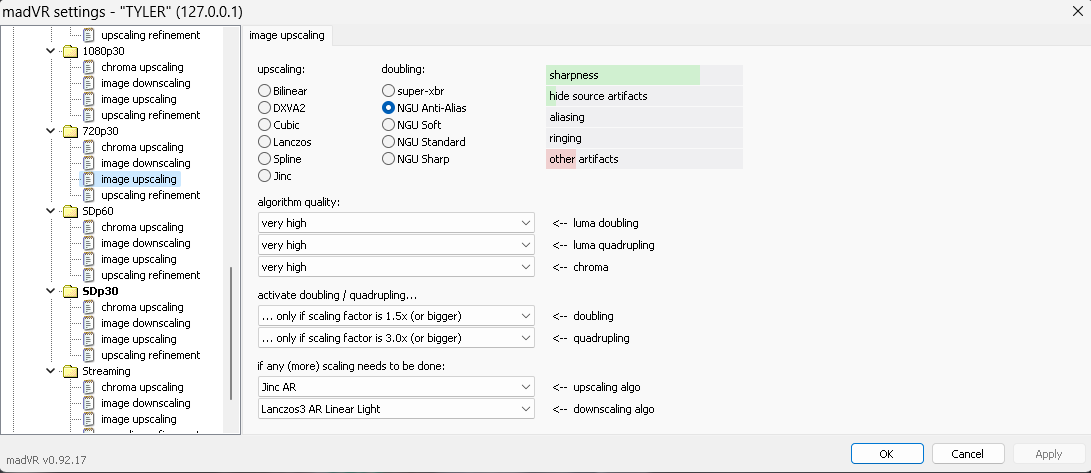 madVR settings - "TYLER" (127.0.0.1)
upscaling refinement
1080p30
chroma upscaling
image downscaling
image upscaling
upscaling refinement
720p30
chroma upscaling
image downscaling
image upscaling
upscaling refinement
SDp60
chroma upscaling
image downscaling
image upscaling
upscaling refinement
SDp30
chroma upscaling
image downscaling
image upscaling
upscaling refinement
Streaming
chroma upscaling
image downscaling
image upscaling
image upscaling
upscaling:
Bilinear
DXVA2
Cubic
Lanczos
Spline
Jinc
doubling:
super-xbr
NGU Anti-Alias
NGU Soft
NGU Standard
NGU Sharp
sharpness
hide source artifacts
aliasing
ringing
other artifacts
algorithm quality:
very high <-- luma doubling
very high <-- luma quadrupling
very high <-- chroma
activate doubling / quadrupling...
... only if scaling factor is 1.5x (or bigger) <-- doubling
... only if scaling factor is 3.0x (or bigger) <-- quadrupling
if any (more) scaling needs to be done:
Jinc AR <-- upscaling algo
Lanczos3 AR Linear Light <-- downscaling algo
madVR v0.92.17
OK Cancel Apply